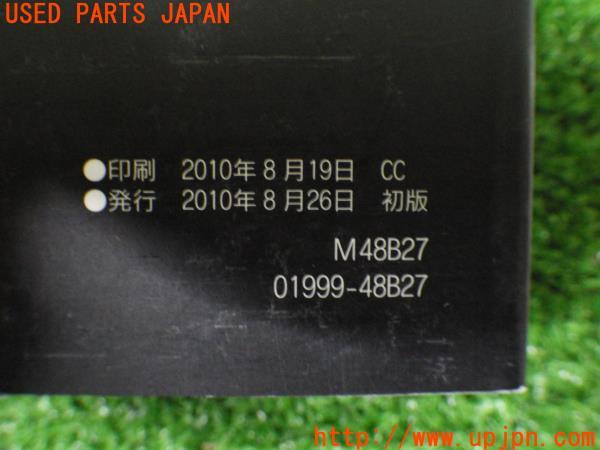 USED PARTS JAPAN
●印刷 2010年8月19日 CC
●発行 2010年8月26日 初版
M48B27
01999-48B27
http://www.upjpn.com/